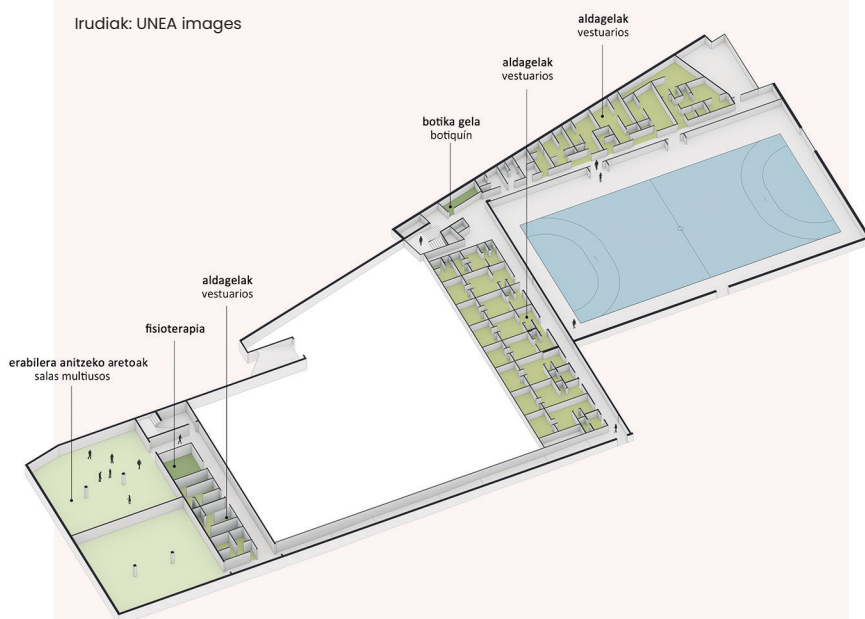 Irudiak: UNEA images
aldagelak
vestuarios
aldagelak
vestuarios
botika gela
botiquín
aldagelak
vestuarios
fisioterapia
erabilera anitzeko aretoak
salas multiusos